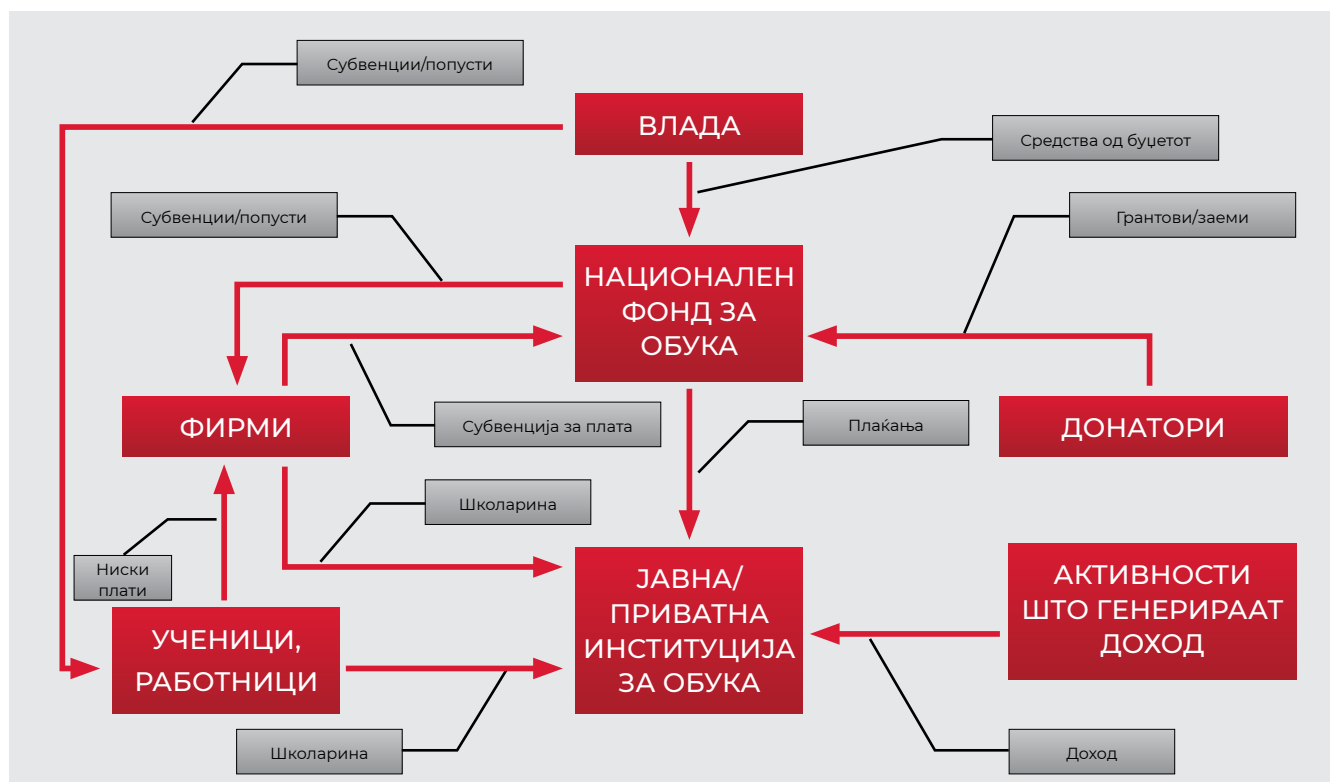 Субвенции/попусти
ВЛАДА
Средства од буџетот
Субвенции/попусти
Грантови/заеми
НАЦИОНАЛЕН
ФОНД ЗА
ОБУКА
ФИРМИ
Субвенција за плата
Плаќања
ДОНАТОРИ
Школарина
Ниски
плати
ЈАВНА/
ПРИВАТНА
ИНСТИТУЦИЈА
ЗА ОБУКА
АКТИВНОСТИ
ШТО ГЕНЕРИРААТ
ДОХОД
УЧЕНИЦИ,
РАБОТНИЦИ
Школарина
Доход